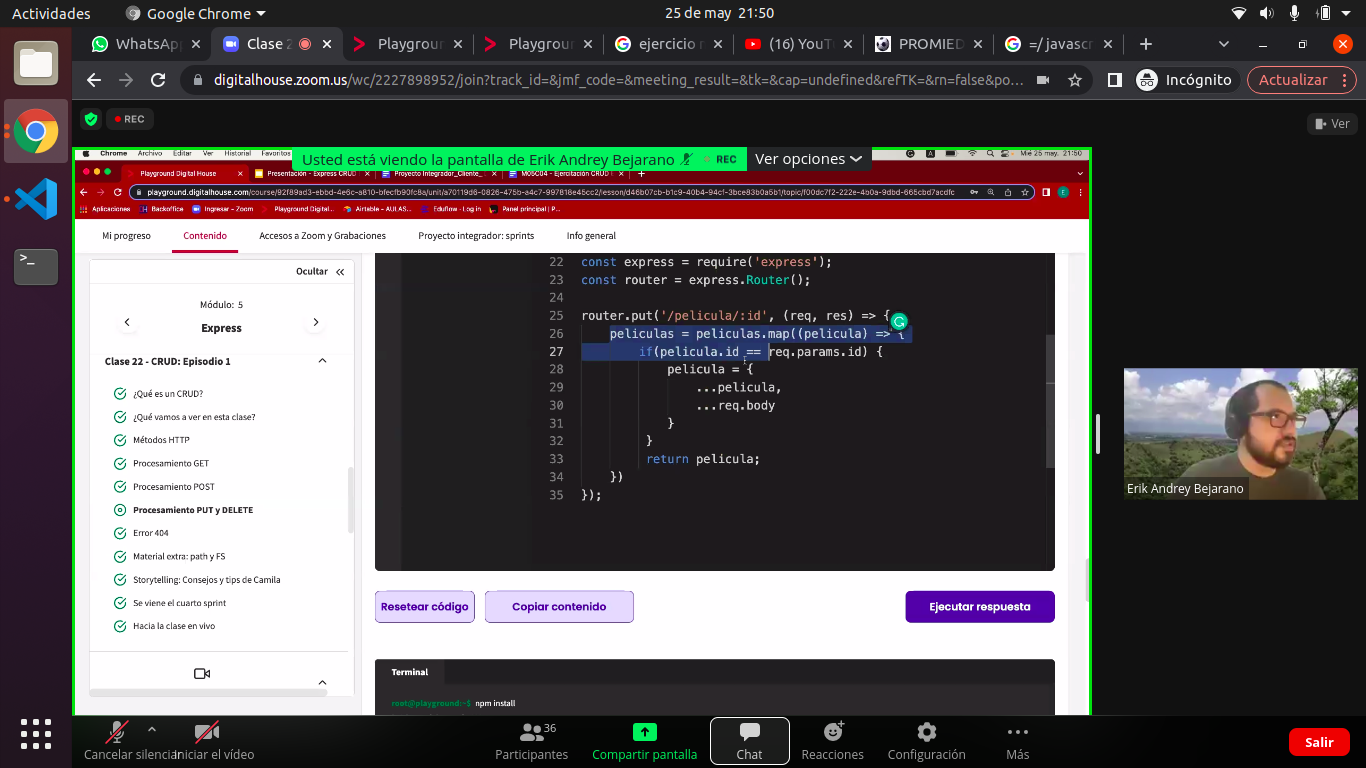 Actividades
Google Chrome
25 de may 21:50
WhatsAp
Clase 2
Playgroun
Playgroun
ejercicio n
(16) YouT
PROMIED
=/ javascr
digitalhouse.zoom.us/wc/2227898952/join?track_id=&jmf_code=&meeting_result=&tk=&cap=undefined&refTK=&rn=false&po…
Incógnito
Actualizar
REC
Ver
Chrome Archivo Editar Ver Historial Favoritos
Usted está viendo la pantalla de Erik Andrey Bejarano
REC
Ver opciones
Mié 25 may. 21:50
Playground Digital House
Presentación - Express CRUD
Proyecto Integrador_Cliente_
M05C04 - Ejercitación CRUD
playground.digitalhouse.com/course/92f89ad3-ebbd-4e6c-a810-bfecfb90fc8a/unit/a70119d6-0826-475b-a4c7-997818e45cc2/lesson/d46b07cb-b1c9-40b4-94cf-3bce83b0a5b1/topic/f00dc7f2-222e-4b0a-9dbd-665cbd7acdfc
Aplicaciones
Backoffice
Ingresar - Zoom
Playground Digital...
Airtable - AULAS...
Eduflow - Log in
Panel principal | P...
Mi progreso
Contenido
Accesos a Zoom y Grabaciones
Proyecto integrador: sprints
Info general
Ocultar
Módulo: 5
Express
Clase 22 - CRUD: Episodio 1
¿Qué es un CRUD?
¿Qué vamos a ver en esta clase?
Métodos HTTP
Procesamiento GET
Procesamiento POST
Procesamiento PUT y DELETE
Error 404
Material extra: path y FS
Storytelling: Consejos y tips de Camila
Se viene el cuarto sprint
Hacia la clase en vivo
22 const express = require('express');
23 const router = express.Router();
24
25 router.put('/pelicula/:id', (req, res) => {
26 peliculas = peliculas.map((pelicula) => {
27 if(pelicula.id == req.params.id) {
28 pelicula = {
29 ...pelicula,
30 ...req.body
31 }
32 }
33 return pelicula;
34 })
35 });
Resetear código
Copiar contenido
Ejecutar respuesta
Terminal
root@playground:~$ npm install
Erik Andrey Bejarano
Cancelar silencia
Iniciar el vídeo
36
Participantes
Compartir pantalla
Chat
Reacciones
Configuración
Más
Salir